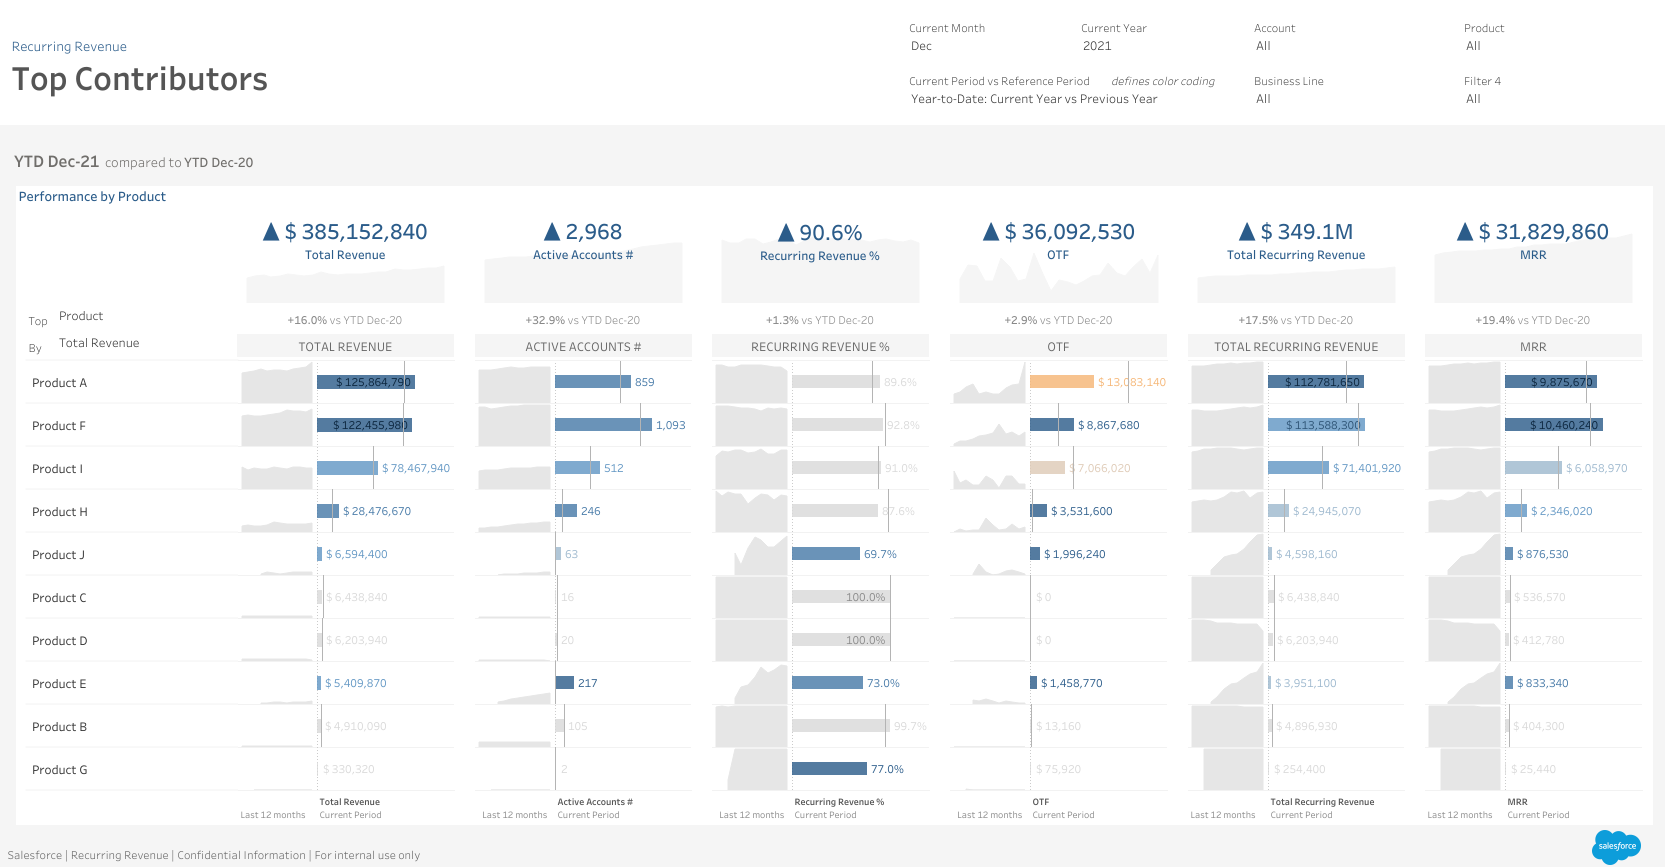 Recurring Revenue
Top Contributors
Current Month
Dec
Current Year
2021
Account
All
Product
All
Current Period vs Reference Period defines color coding
Year-to-Date: Current Year vs Previous Year
Business Line
All
Filter 4
All
YTD Dec-21 compared to YTD Dec-20
Performance by Product
▲ $ 385,152,840
Total Revenue
▲ 2,968
Active Accounts #
▲ 90.6%
Recurring Revenue %
▲ $ 36,092,530
OTF
▲ $ 349.1M
Total Recurring Revenue
▲ $ 31,829,860
MRR
Top Product
By Total Revenue
+16.0% vs YTD Dec-20
+32.9% vs YTD Dec-20
+1.3% vs YTD Dec-20
+2.9% vs YTD Dec-20
+17.5% vs YTD Dec-20
+19.4% vs YTD Dec-20
TOTAL REVENUE ACTIVE ACCOUNTS # RECURRING REVENUE % OTF TOTAL RECURRING REVENUE MRR
Product A $ 125,864,790 859 89.6% $ 13,083,140 $ 112,781,650 $ 9,875,670
Product F $ 122,455,980 1,093 92.8% $ 8,867,680 $ 113,588,300 $ 10,460,240
Product I $ 78,467,940 512 91.0% $ 7,066,020 $ 71,401,920 $ 6,058,970
Product H $ 28,476,670 246 87.6% $ 3,531,600 $ 24,945,070 $ 2,346,020
Product J $ 6,594,400 63 69.7% $ 1,996,240 $ 4,598,160 $ 876,530
Product C $ 6,438,840 16 100.0% $ 0 $ 6,438,840 $ 536,570
Product D $ 6,203,940 20 100.0% $ 0 $ 6,203,940 $ 412,780
Product E $ 5,409,870 217 73.0% $ 1,458,770 $ 3,951,100 $ 833,340
Product B $ 4,910,090 105 99.7% $ 13,160 $ 4,896,930 $ 404,300
Product G $ 330,320 2 77.0% $ 75,920 $ 254,400 $ 25,440
Total Revenue Active Accounts # Recurring Revenue % OTF Total Recurring Revenue MRR
Last 12 months Current Period Last 12 months Current Period Last 12 months Current Period Last 12 months Current Period Last 12 months Current Period Last 12 months Current Period
Salesforce | Recurring Revenue | Confidential Information | For internal use only
salesforce